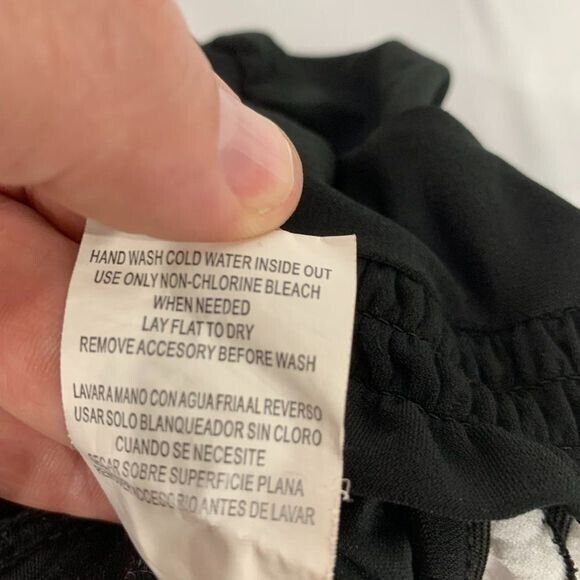 HAND WASH COLD WATER INSIDE OUT
USE ONLY NON-CHLORINE BLEACH
WHEN NEEDED
LAY FLAT TO DRY
REMOVE ACCESORY BEFORE WASH
LAVAR A MANO CON AGUA FRIA AL REVERSO
USAR SOLO BLANQUEADOR SIN CLORO
CUANDO SE NECESITE
SECAR SOBRE SUPERFICIE PLANA
ANTES DE LAVAR